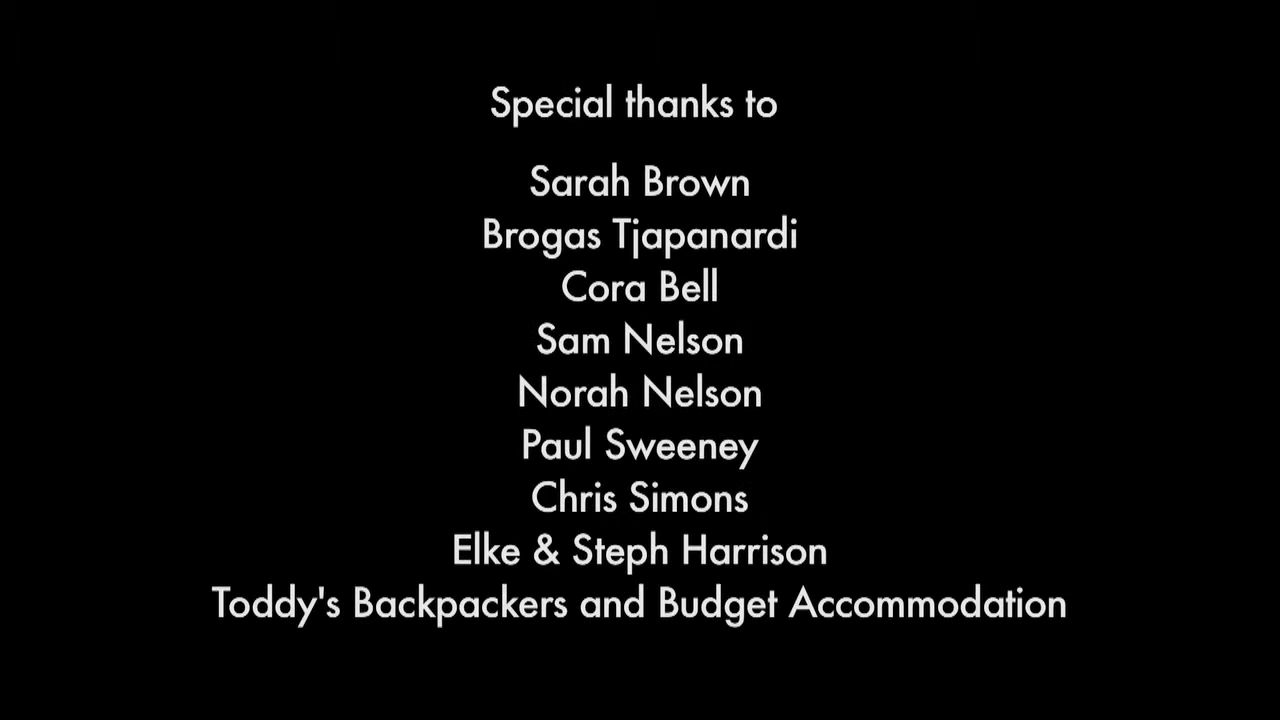 Special thanks to
Sarah Brown
Brogas Tjapanardi
Cora Bell
Sam Nelson
Norah Nelson
Paul Sweeney
Chris Simons
Elke & Steph Harrison
Toddy's Backpackers and Budget Accommodation